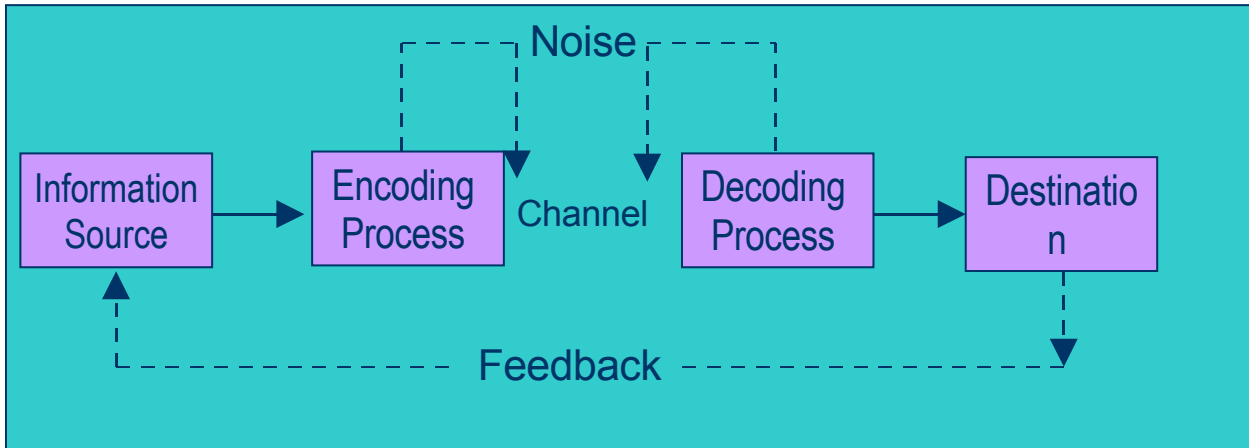 Noise
Information
Source
Encoding
Process
Channel
Decoding
Process
Destinatio
n
Feedback